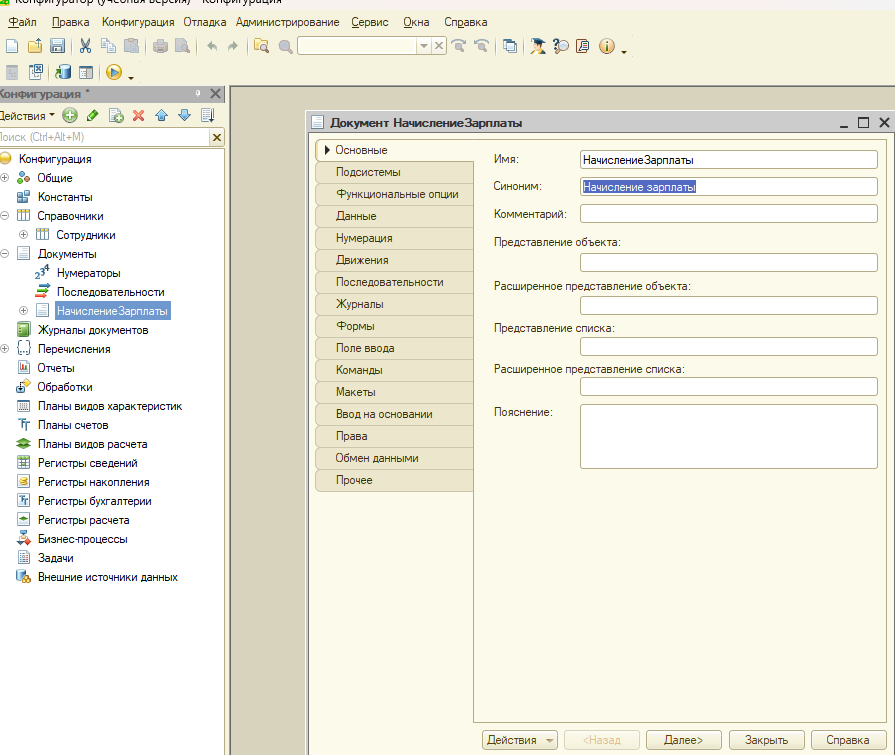 Конфигуратор (учебная версия) - Конфигурация
Файл Правка Конфигурация Отладка Администрирование Сервис Окна Справка
Конфигурация *
Действия
Поиск (Ctrl+Alt+M)
Конфигурация
Общие
Константы
Справочники
Сотрудники
Документы
Нумераторы
Последовательности
НачислениеЗарплаты
Журналы документов
Перечисления
Отчеты
Обработки
Планы видов характеристик
Планы счетов
Планы видов расчета
Регистры сведений
Регистры накопления
Регистры бухгалтерии
Регистры расчета
Бизнес-процессы
Задачи
Внешние источники данных
Документ НачислениеЗарплаты
Основные
Подсистемы
Функциональные опции
Данные
Нумерация
Движения
Последовательности
Журналы
Формы
Поле ввода
Команды
Макеты
Ввод на основании
Права
Обмен данными
Прочее
Имя: НачислениеЗарплаты
Синоним: Начисление зарплаты
Комментарий:
Представление объекта:
Расширенное представление объекта:
Представление списка:
Расширенное представление списка:
Пояснение:
Действия <Назад Далее> Закрыть Справка